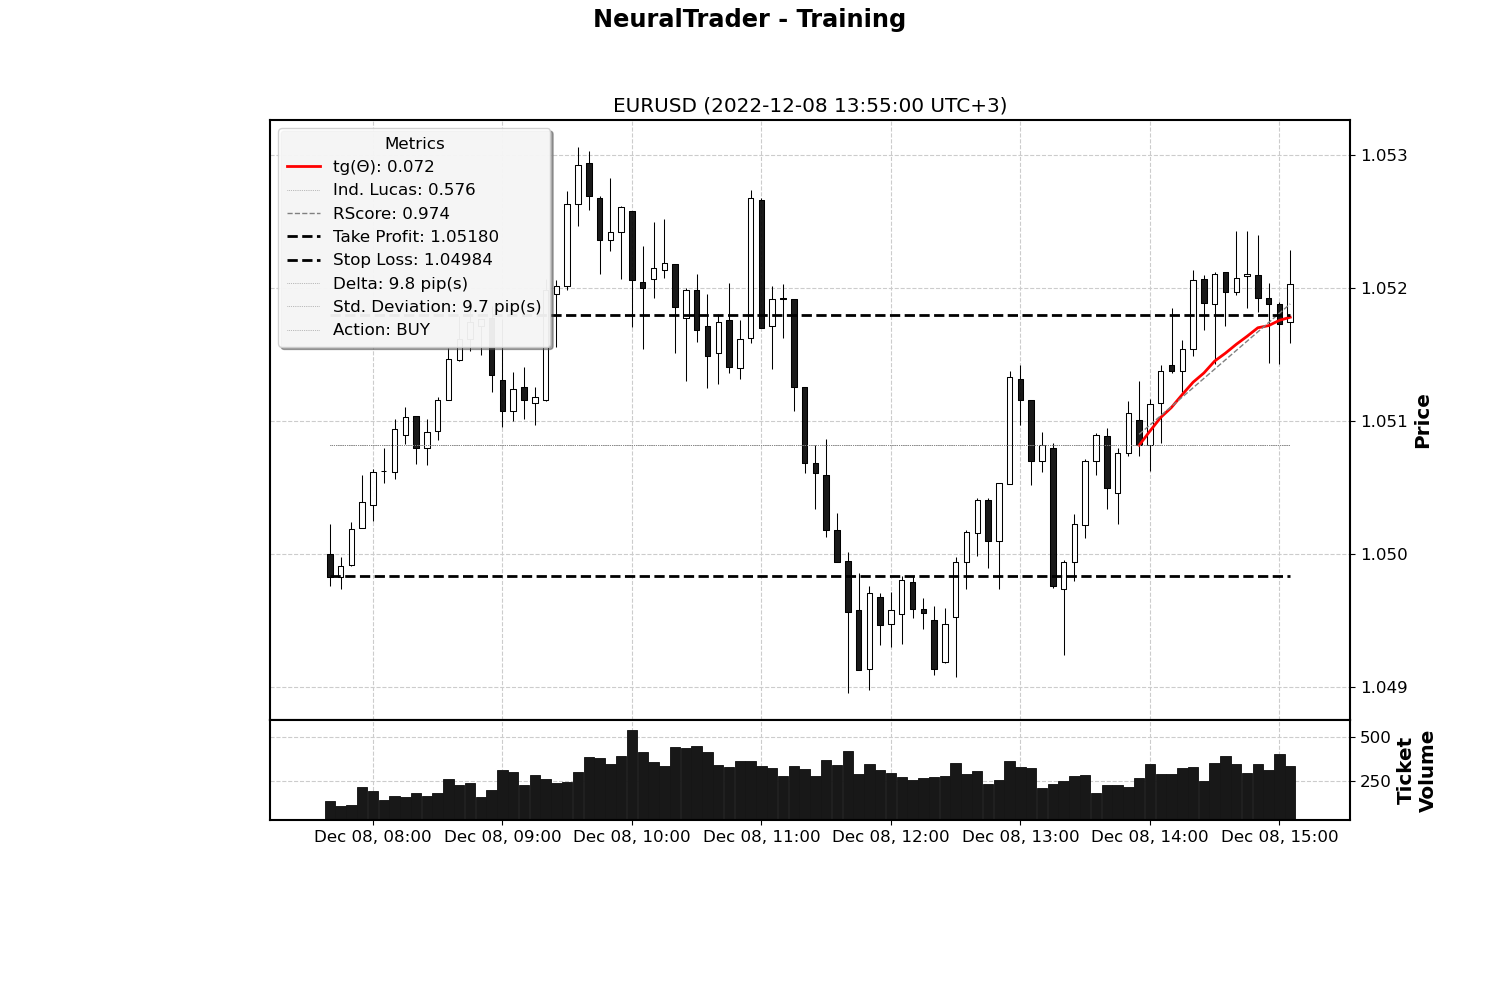 NeuralTrader - Training
EURUSD (2022-12-08 13:55:00 UTC+3)
Metrics
tg(Θ): 0.072
Ind. Lucas: 0.576
RScore: 0.974
Take Profit: 1.05180
Stop Loss: 1.04984
Delta: 9.8 pip(s)
Std. Deviation: 9.7 pip(s)
Action: BUY
1.053
1.052
1.051
1.050
1.049
Price
500
250
Ticket
Volume
Dec 08, 08:00
Dec 08, 09:00
Dec 08, 10:00
Dec 08, 11:00
Dec 08, 12:00
Dec 08, 13:00
Dec 08, 14:00
Dec 08, 15:00